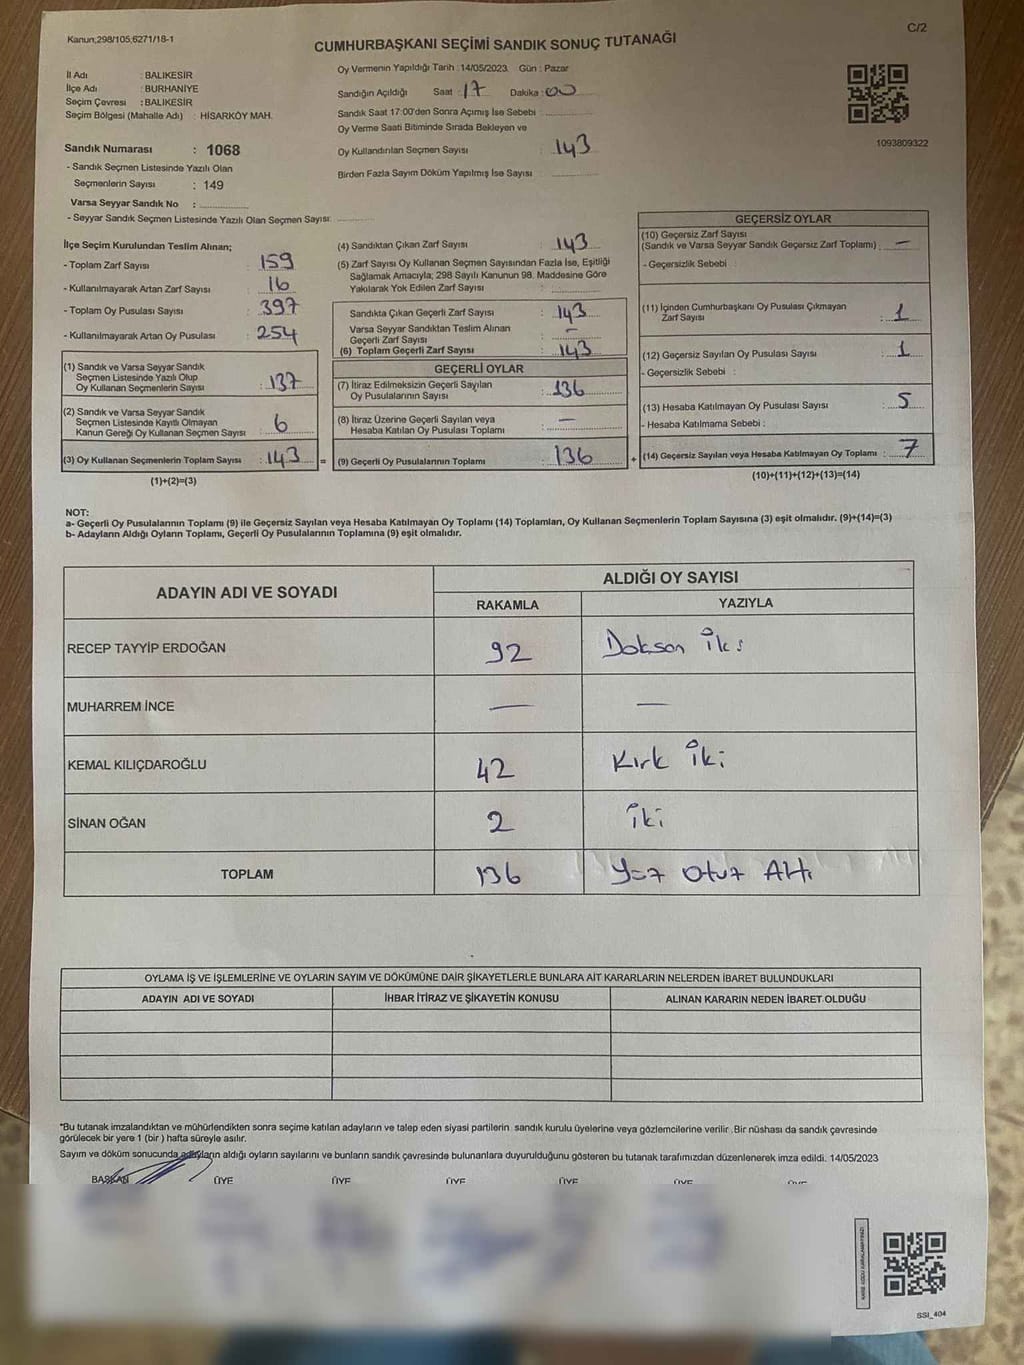 Kanun;298/105,6271/18-1
C/2
CUMHURBAŞKANI SEÇİMİ SANDIK SONUÇ TUTANAĞI
İl Adı : BALIKESİR
İlçe Adı : BURHANİYE
Seçim Çevresi : BALIKESİR
Seçim Bölgesi (Mahalle Adı) : HİSARKÖY MAH.
Sandık Numarası : 1068
- Sandık Seçmen Listesinde Yazılı Olan
Seçmenlerin Sayısı : 149
Varsa Seyyar Sandık No :
- Seyyar Sandık Seçmen Listesinde Yazılı Olan Seçmen Sayısı:
Oy Vermenin Yapıldığı Tarih : 14/05/2023 Gün : Pazar
Sandığın Açıldığı Saat : 17 Dakika : 00
Sandık Saat 17:00'den Sonra Açımış İse Sebebi :
Oy Verme Saati Bitiminde Sırada Bekleyen ve
Oy Kullandırılan Seçmen Sayısı : 143
Birden Fazla Sayım Döküm Yapılmış İse Sayısı :
1093809322
İlçe Seçim Kurulundan Teslim Alınan;
- Toplam Zarf Sayısı : 159
- Kullanılmayarak Artan Zarf Sayısı : 16
- Toplam Oy Pusulası Sayısı : 397
- Kullanılmayarak Artan Oy Pusulası : 254
(1) Sandık ve Varsa Seyyar Sandık
Seçmen Listesinde Yazılı Olup
Oy Kullanan Seçmenlerin Sayısı : 137
(2) Sandık ve Varsa Seyyar Sandık
Seçmen Listesinde Kayıtlı Olmayan
Kanun Gereği Oy Kullanan Seçmen Sayısı : 6
(3) Oy Kullanan Seçmenlerin Toplam Sayısı : 143 =
(1)+(2)=(3)
(4) Sandıktan Çıkan Zarf Sayısı : 143
(5) Zarf Sayısı Oy Kullanan Seçmen Sayısından Fazla İse, Eşitliği
Sağlamak Amacıyla; 298 Sayılı Kanunun 98. Maddesine Göre
Yakılarak Yok Edilen Zarf Sayısı :
Sandıkta Çıkan Geçerli Zarf Sayısı : 143
Varsa Seyyar Sandıktan Teslim Alınan
Geçerli Zarf Sayısı : —
(6) Toplam Geçerli Zarf Sayısı : 143
GEÇERLİ OYLAR
(7) İtiraz Edilmeksizin Geçerli Sayılan
Oy Pusulalarının Sayısı : 136
(8) İtiraz Üzerine Geçerli Sayılan veya
Hesaba Katılan Oy Pusulası Toplamı : —
(9) Geçerli Oy Pusulalarının Toplamı : 136 +
GEÇERSİZ OYLAR
(10) Geçersiz Zarf Sayısı
(Sandık ve Varsa Seyyar Sandık Geçersiz Zarf Toplamı) : —
- Geçersizlik Sebebi :
(11) İçinden Cumhurbaşkanı Oy Pusulası Çıkmayan
Zarf Sayısı : 1
(12) Geçersiz Sayılan Oy Pusulası Sayısı : 1
- Geçersizlik Sebebi :
(13) Hesaba Katılmayan Oy Pusulası Sayısı : 5
- Hesaba Katılmama Sebebi :
(14) Geçersiz Sayılan veya Hesaba Katılmayan Oy Toplamı : 7
(10)+(11)+(12)+(13)=(14)
NOT:
a- Geçerli Oy Pusulalarının Toplamı (9) ile Geçersiz Sayılan veya Hesaba Katılmayan Oy Toplamı (14) Toplamları, Oy Kullanan Seçmenlerin Toplam Sayısına (3) eşit olmalıdır. (9)+(14)=(3)
b- Adayların Aldığı Oyların Toplamı, Geçerli Oy Pusulalarının Toplamına (9) eşit olmalıdır.
ADAYIN ADI VE SOYADI
ALDIĞI OY SAYISI
RAKAMLA YAZIYLA
RECEP TAYYİP ERDOĞAN 92 Doksan İki
MUHARREM İNCE — —
KEMAL KILIÇDAROĞLU 42 Kırk İki
SİNAN OĞAN 2 İki
TOPLAM 136 Yüz Otuz Altı
OYLAMA İŞ VE İŞLEMLERİNE VE OYLARIN SAYIM VE DÖKÜMÜNE DAİR ŞİKAYETLERLE BUNLARA AİT KARARLARIN NELERDEN İBARET BULUNDUKLARI
ADAYIN ADI VE SOYADI İHBAR İTİRAZ VE ŞİKAYETİN KONUSU ALINAN KARARIN NEDEN İBARET OLDUĞU
*Bu tutanak imzalandıktan ve mühürlendikten sonra seçime katılan adayların ve talep eden siyasi partilerin sandık kurulu üyelerine veya gözlemcilerine verilir. Bir nüshası da sandık çevresinde
görülecek bir yere 1 (bir) hafta süreyle asılır.
Sayım ve döküm sonucunda adayların aldığı oyların sayılarını ve bunların sandık çevresinde bulunanlara duyurulduğunu gösteren bu tutanak tarafımızdan düzenlenerek imza edildi. 14/05/2023
BAŞKAN ÜYE ÜYE ÜYE ÜYE ÜYE
KARE KODU KARALAMAYINIZ!
SSI_404